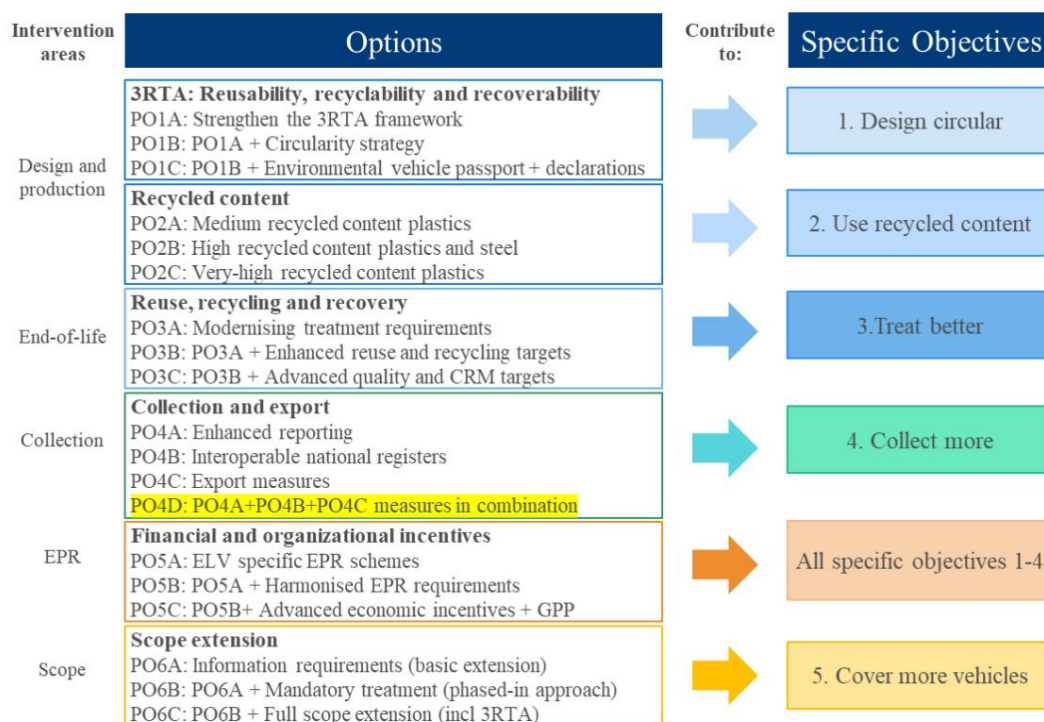 Intervention areas
Options
Contribute to:
Specific Objectives
Design and production
3RTA: Reusability, recyclability and recoverability
PO1A: Strengthen the 3RTA framework
PO1B: PO1A + Circularity strategy
PO1C: PO1B + Environmental vehicle passport + declarations
1. Design circular
Recycled content
PO2A: Medium recycled content plastics
PO2B: High recycled content plastics and steel
PO2C: Very-high recycled content plastics
2. Use recycled content
End-of-life
Reuse, recycling and recovery
PO3A: Modernising treatment requirements
PO3B: PO3A + Enhanced reuse and recycling targets
PO3C: PO3B + Advanced quality and CRM targets
3.Treat better
Collection
Collection and export
PO4A: Enhanced reporting
PO4B: Interoperable national registers
PO4C: Export measures
PO4D: PO4A+PO4B+PO4C measures in combination
4. Collect more
EPR
Financial and organizational incentives
PO5A: ELV specific EPR schemes
PO5B: PO5A + Harmonised EPR requirements
PO5C: PO5B+ Advanced economic incentives + GPP
All specific objectives 1-4
Scope
Scope extension
PO6A: Information requirements (basic extension)
PO6B: PO6A + Mandatory treatment (phased-in approach)
PO6C: PO6B + Full scope extension (incl 3RTA)
5. Cover more vehicles